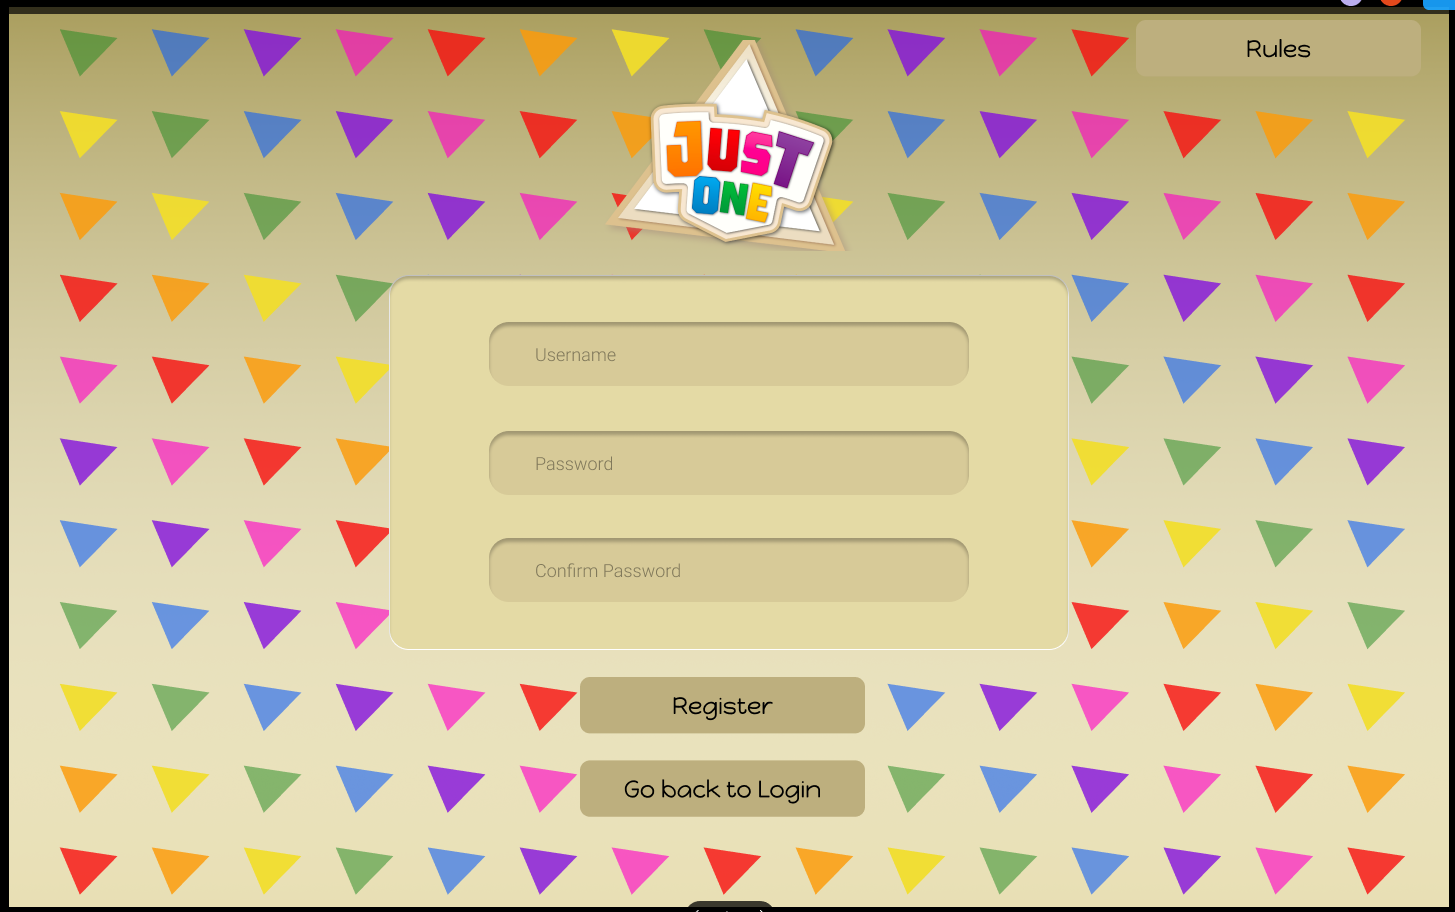 Rules
JUST
ONE
Username
Password
Confirm Password
Register
Go back to Login